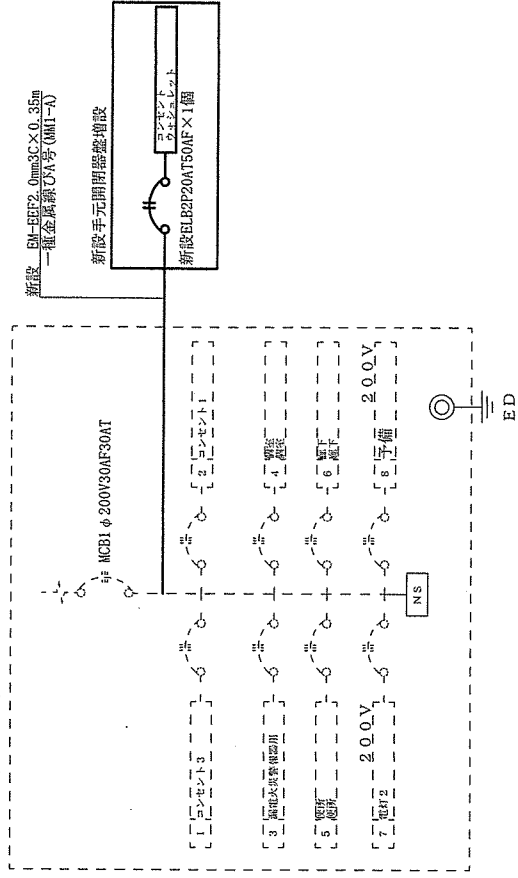 新設 EM-EEF2.0mm3C×0.35m
一種金属線ぴA号(MM1-A)
新設手元開閉器盤増設
コンセント
ウォシュレット
新設ELB2P20AT50AF×1個
MCB1φ200V30AF30AT
1 コンセント3
2 コンセント1
3 漏電火災警報器用
4
5 便所
便所
6 廊下
廊下
7 電灯2 200V
8 予備 200V
NS
ED